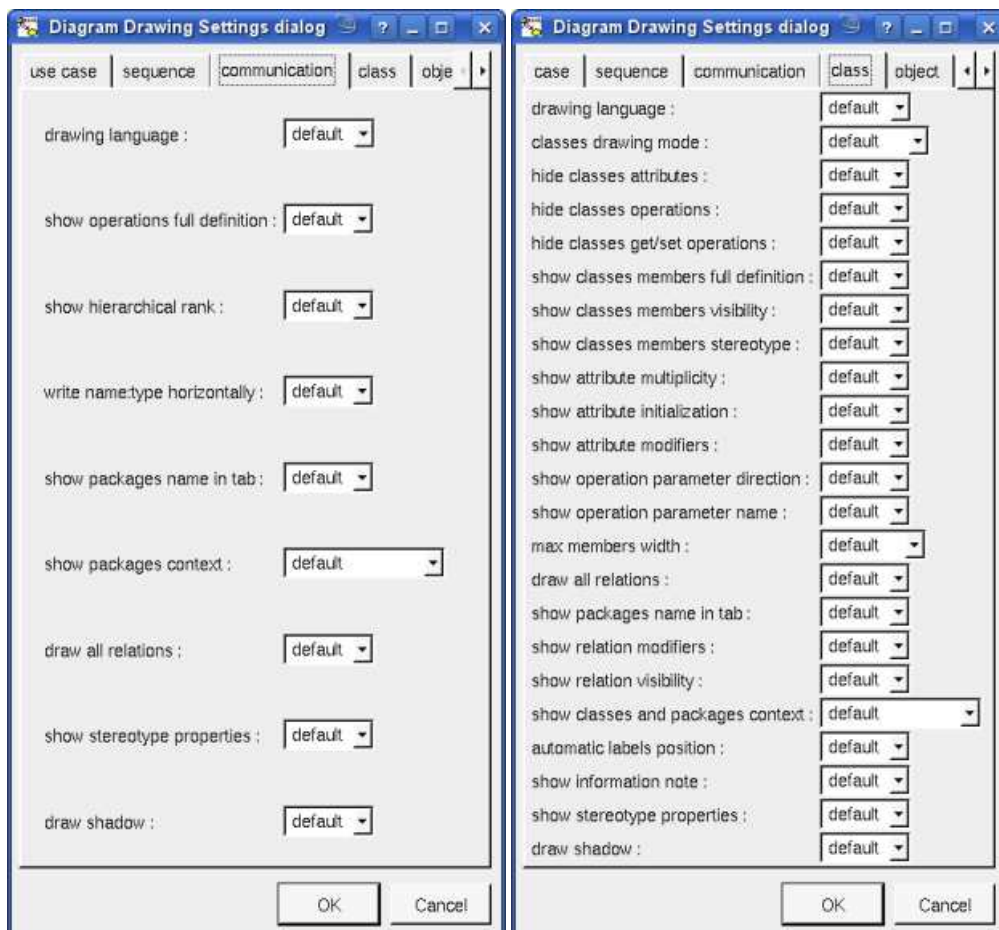 Diagram Drawing Settings dialog
use case sequence communication class obje
drawing language : default
show operations full definition : default
show hierarchical rank : default
write name:type horizontally : default
show packages name in tab : default
show packages context : default
draw all relations : default
show stereotype properties : default
draw shadow : default
OK Cancel
Diagram Drawing Settings dialog
case sequence communication class object
drawing language : default
classes drawing mode : default
hide classes attributes : default
hide classes operations : default
hide classes get/set operations : default
show classes members full definition : default
show classes members visibility : default
show classes members stereotype : default
show attribute multiplicity : default
show attribute initialization : default
show attribute modifiers : default
show operation parameter direction : default
show operation parameter name : default
max members width : default
draw all relations : default
show packages name in tab : default
show relation modifiers : default
show relation visibility : default
show classes and packages context : default
automatic labels position : default
show information note : default
show stereotype properties : default
draw shadow : default
OK Cancel